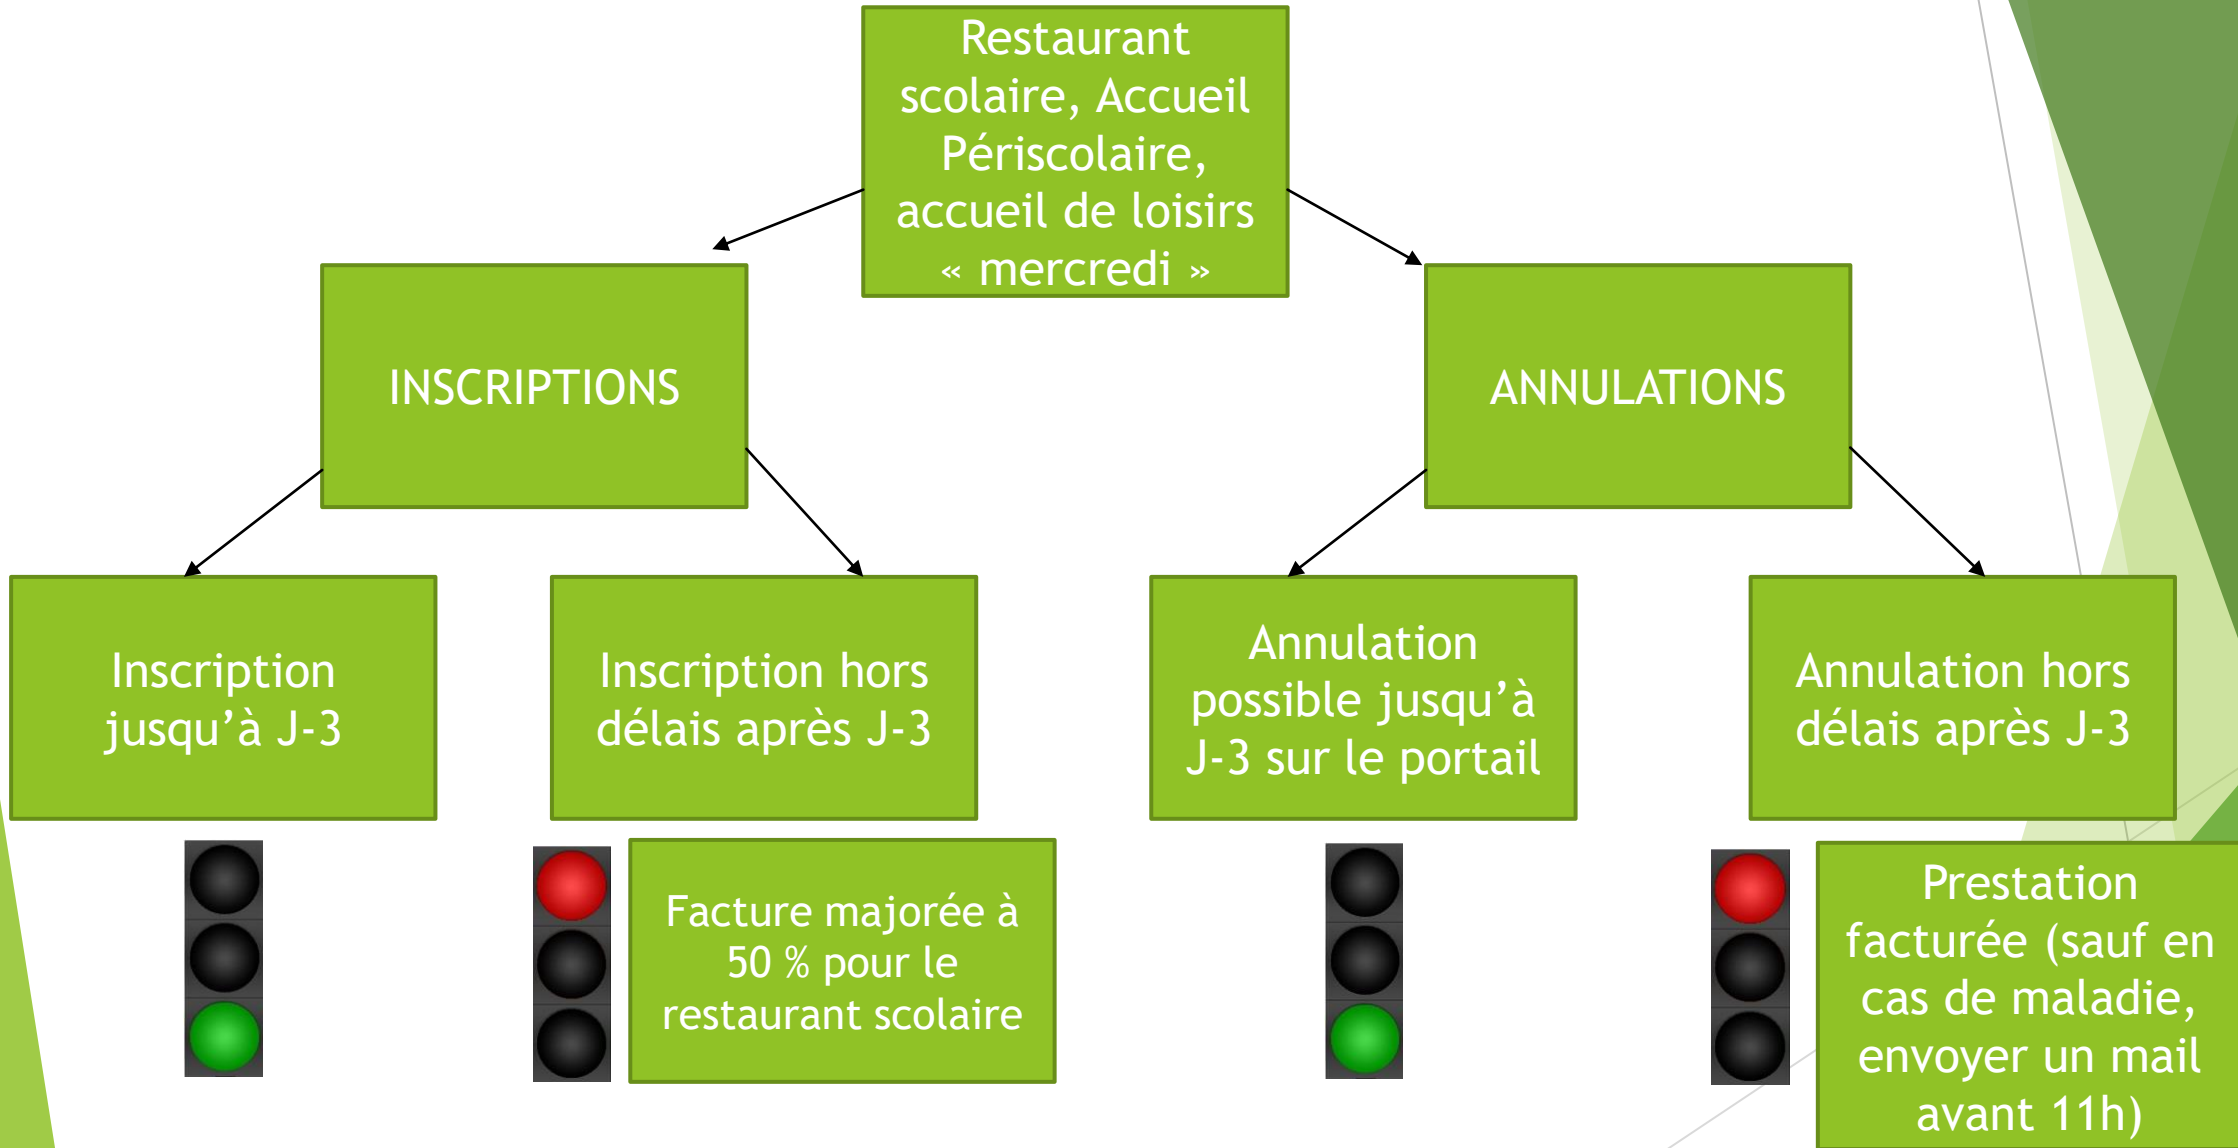 Restaurant
scolaire, Accueil
Périscolaire,
accueil de loisirs
« mercredi »
INSCRIPTIONS
ANNULATIONS
Inscription
jusqu’à J-3
Inscription hors
délais après J-3
Annulation
possible jusqu’à
J-3 sur le portail
Annulation hors
délais après J-3
Facture majorée à
50 % pour le
restaurant scolaire
Prestation
facturée (sauf en
cas de maladie,
envoyer un mail
avant 11h)